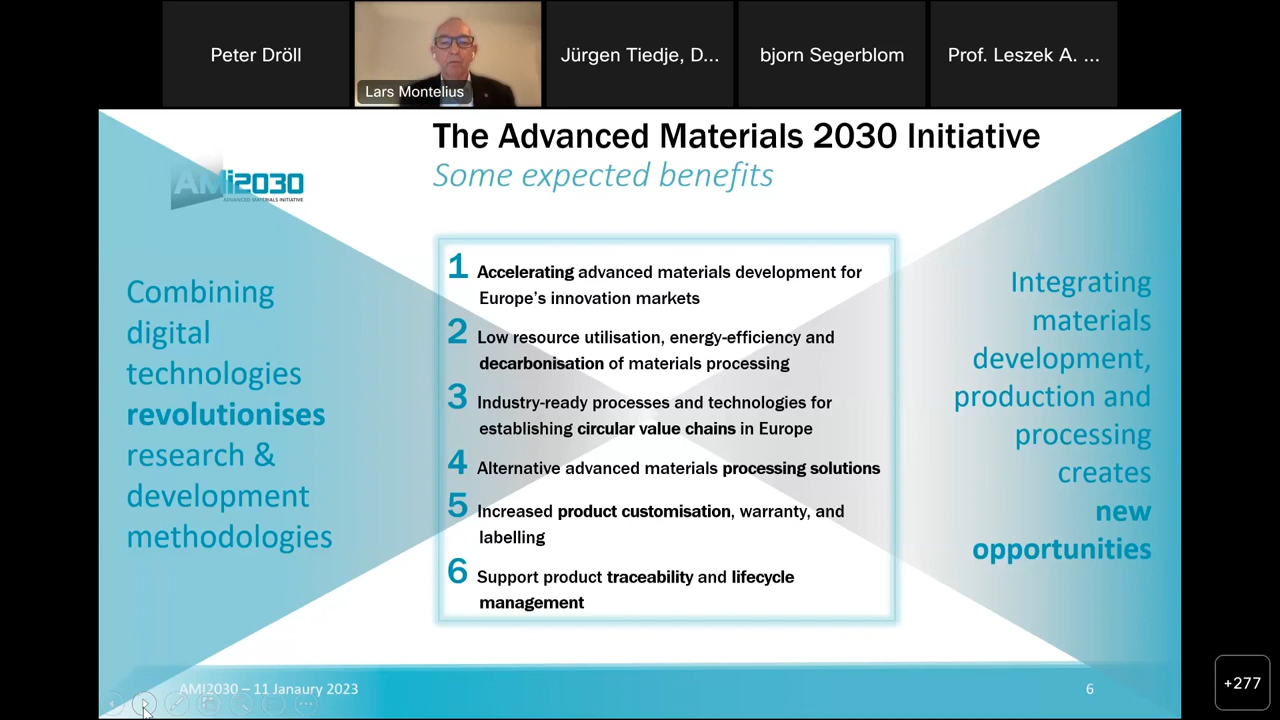 Peter Dröll
Lars Montelius
Jürgen Tiedje, D...
bjorn Segerblom
Prof. Leszek A. ...
The Advanced Materials 2030 Initiative
Some expected benefits
AMi2030
ADVANCED MATERIALS INITIATIVE
Combining
digital
technologies
revolutionises
research &
development
methodologies
1 Accelerating advanced materials development for
Europe's innovation markets
2 Low resource utilisation, energy-efficiency and
decarbonisation of materials processing
3 Industry-ready processes and technologies for
establishing circular value chains in Europe
4 Alternative advanced materials processing solutions
5 Increased product customisation, warranty, and
labelling
6 Support product traceability and lifecycle
management
Integrating
materials
development,
production and
processing
creates
new
opportunities
AMI2030 – 11 Janaury 2023
6
+277